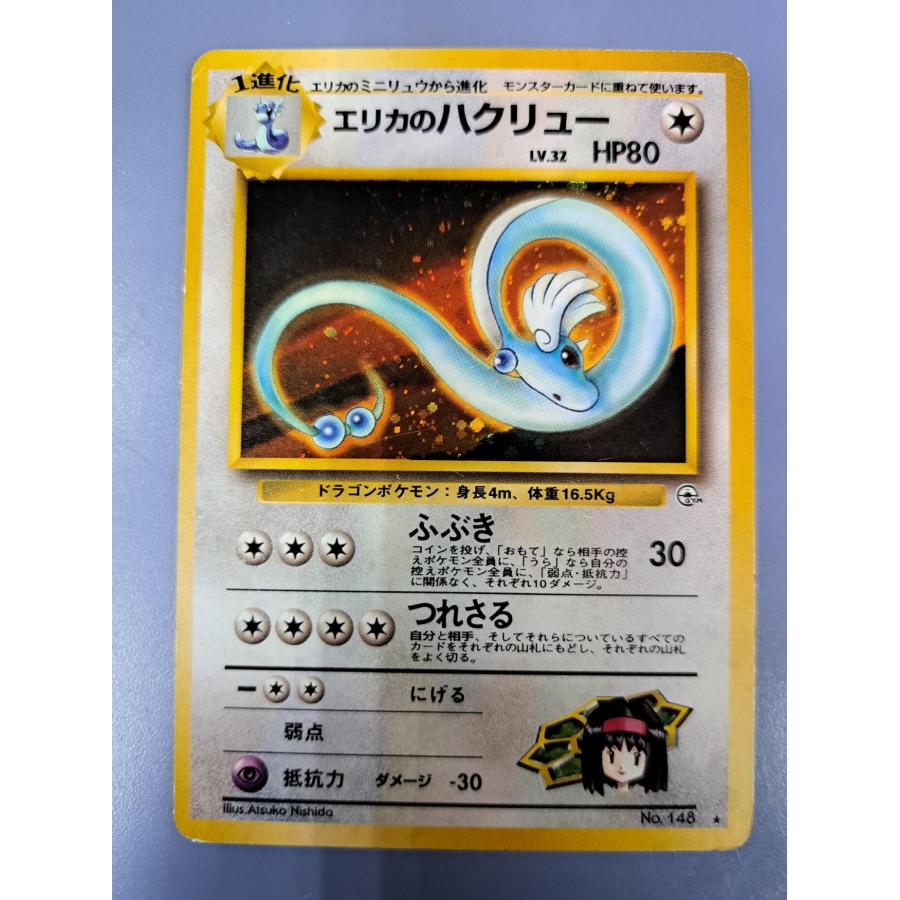 1進化 エリカのミニリュウから進化 モンスターカードに重ねて使います。
エリカのハクリュー
LV.32 HP80
ドラゴンポケモン：身長4m、体重16.5Kg
GYM
ふぶき
コインを投げ、「おもて」なら相手の控
えポケモン全員に、「うら」なら自分の
控えポケモン全員に、「弱点・抵抗力」
に関係なく、それぞれ10ダメージ。
30
つれさる
自分と相手、そしてそれらについているすべての
カードをそれぞれの山札にもどし、それぞれの山札
をよく切る。
にげる
弱点
抵抗力 ダメージ -30
Illus.Atsuko Nishida
No. 148 ★